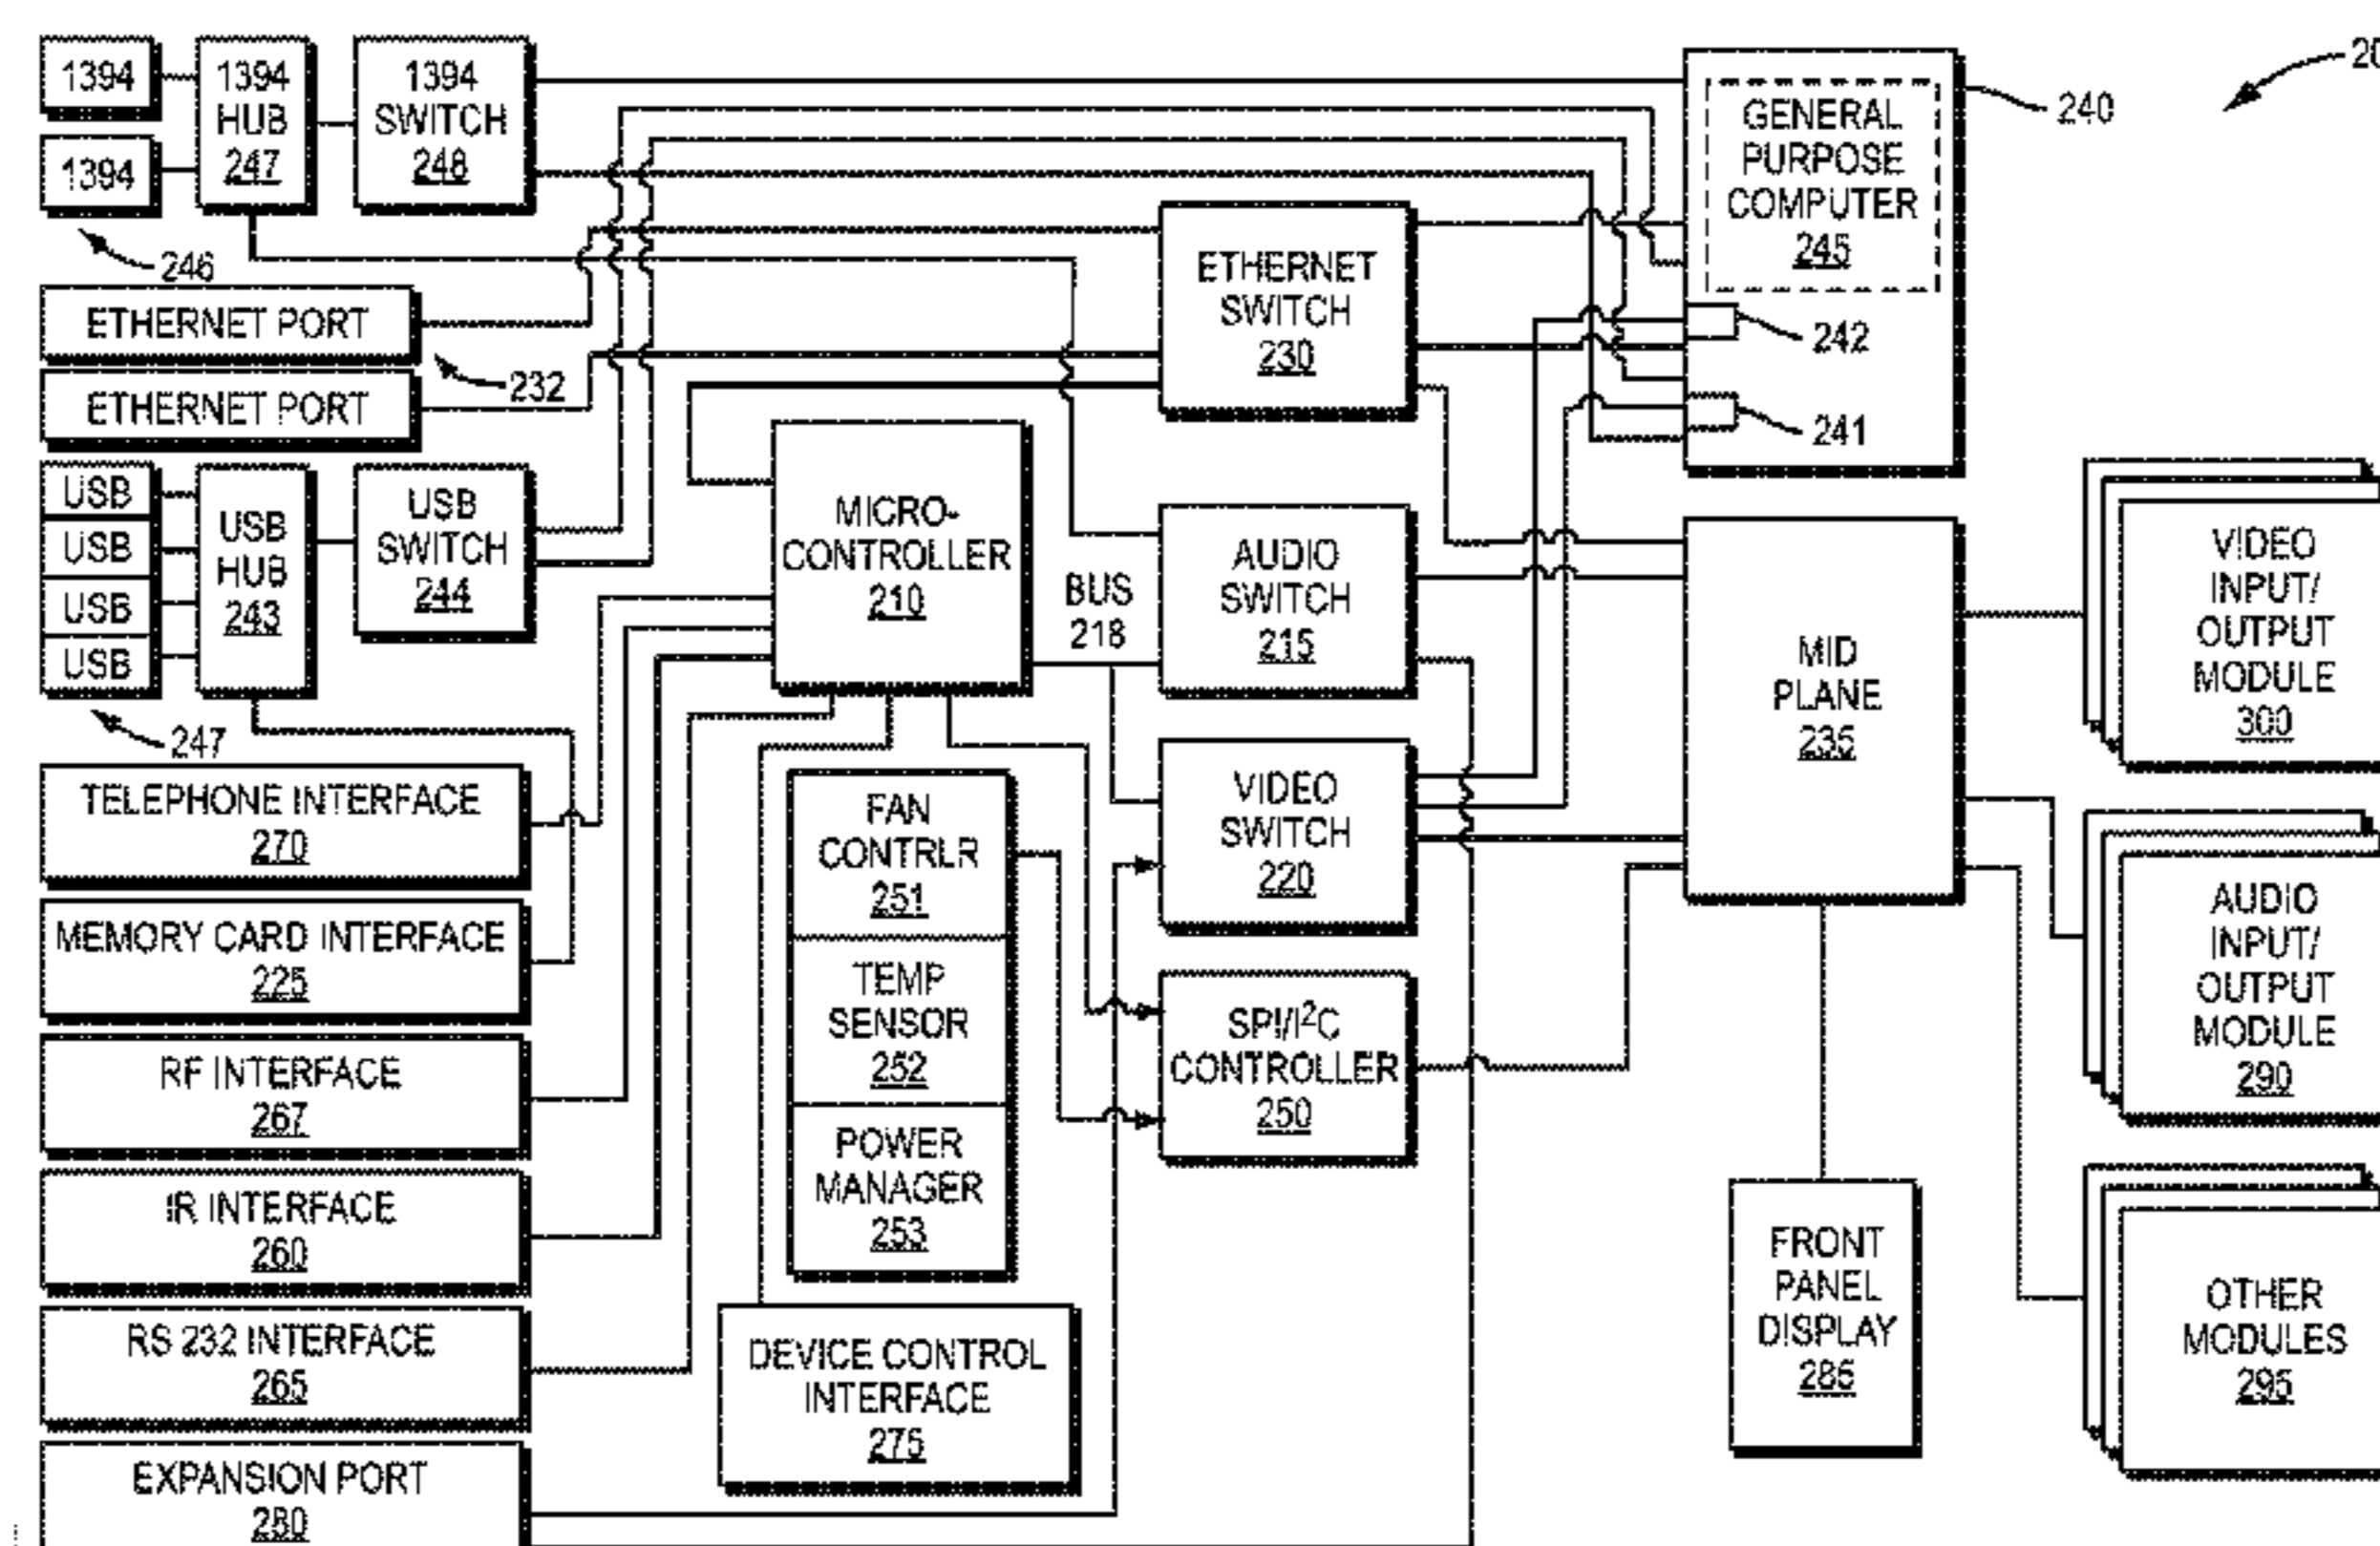 1394
1394
HUB
247
1394
SWITCH
248
1394
246
GENERAL
PURPOSE
COMPUTER
245
240
242
241
ETHERNET PORT
232
ETHERNET PORT
ETHERNET
SWITCH
230
USB
USB
USB
USB
247
USB
HUB
243
USB
SWITCH
244
MICRO-
CONTROLLER
210
BUS
218
AUDIO
SWITCH
215
VIDEO
SWITCH
220
SPI/I²C
CONTROLLER
250
MID
PLANE
235
VIDEO
INPUT/
OUTPUT
MODULE
300
AUDIO
INPUT/
OUTPUT
MODULE
290
OTHER
MODULES
295
FRONT
PANEL
DISPLAY
285
TELEPHONE INTERFACE
270
MEMORY CARD INTERFACE
225
RF INTERFACE
267
IR INTERFACE
260
RS 232 INTERFACE
265
EXPANSION PORT
280
FAN
CONTRLR
251
TEMP
SENSOR
252
POWER
MANAGER
253
DEVICE CONTROL
INTERFACE
275